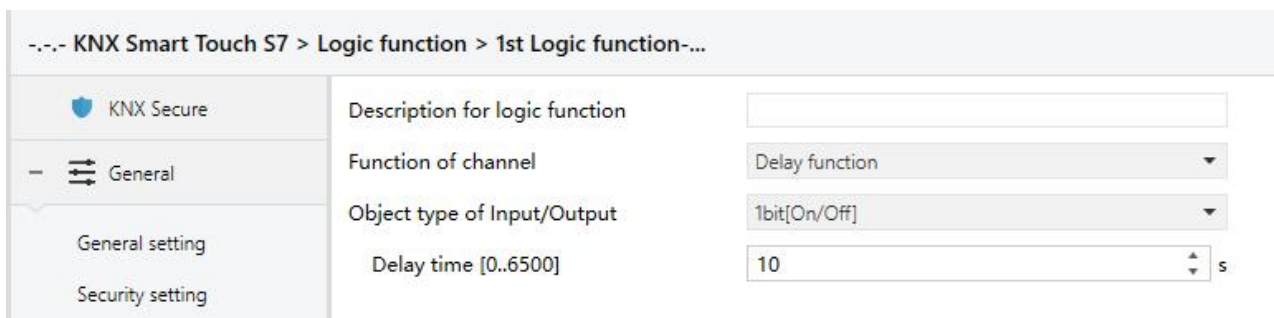 -.-.- KNX Smart Touch S7 > Logic function > 1st Logic function-...
KNX Secure
Description for logic function
General
Function of channel
Delay function
Object type of Input/Output
1bit[On/Off]
General setting
Delay time [0..6500]
10
s
Security setting